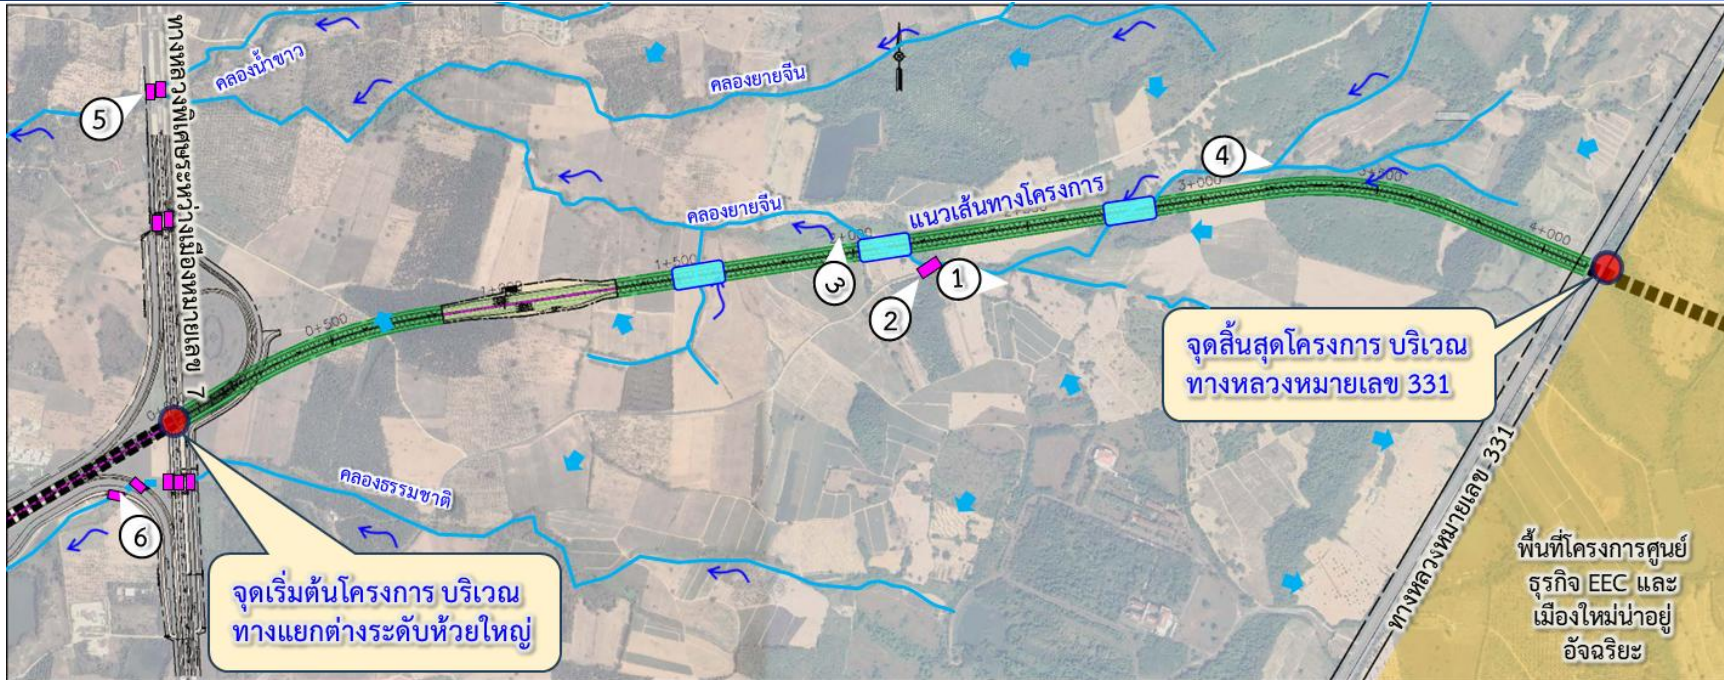 ทางหลวงพิเศษระหว่างเมืองหมายเลข 7
คลองน้ำขาว
คลองยายจีน
5
4
แนวเส้นทางโครงการ
คลองยายจีน
3+000
4+000
1+500
0+500
3
1
2
จุดสิ้นสุดโครงการ บริเวณ
ทางหลวงหมายเลข 331
ทางหลวงหมายเลข 331
คลองธรรมชาติ
6
จุดเริ่มต้นโครงการ บริเวณ
ทางแยกต่างระดับห้วยใหญ่
พื้นที่โครงการศูนย์
ธุรกิจ EEC และ
เมืองใหม่น่าอยู่
อัจฉริยะ